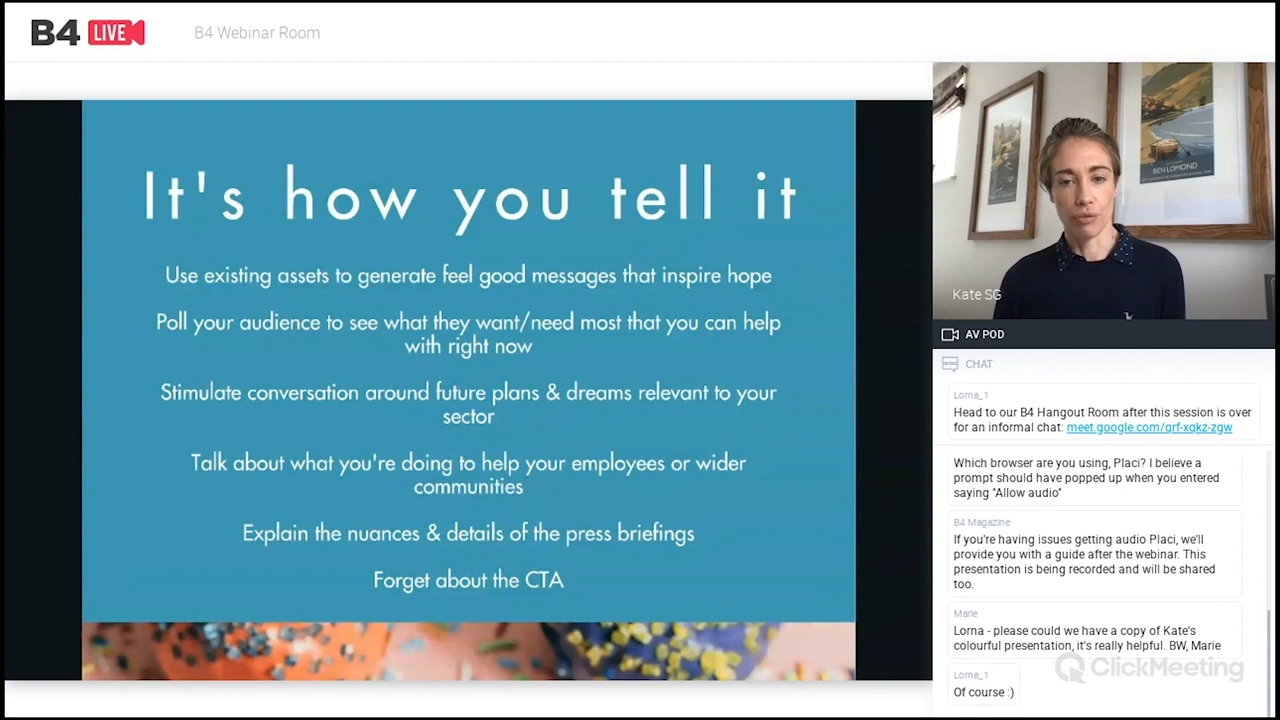 B4 LIVE
B4 Webinar Room
It's how you tell it
Use existing assets to generate feel good messages that inspire hope
Poll your audience to see what they want/need most that you can help
with right now
Stimulate conversation around future plans & dreams relevant to your
sector
Talk about what you're doing to help your employees or wider
communities
Explain the nuances & details of the press briefings
Forget about the CTA
BEN LOMOND
Kate SG
AV POD
CHAT
Lorna_1
Head to our B4 Hangout Room after this session is over
for an informal chat: meet.google.com/qrf-xqkz-zgw
Which browser are you using, Placi? I believe a
prompt should have popped up when you entered
saying "Allow audio"
B4 Magazine
If you're having issues getting audio Placi, we'll
provide you with a guide after the webinar. This
presentation is being recorded and will be shared
too.
Marie
Lorna - please could we have a copy of Kate's
colourful presentation, it's really helpful. BW, Marie
ClickMeeting
Lorna_1
Of course :)